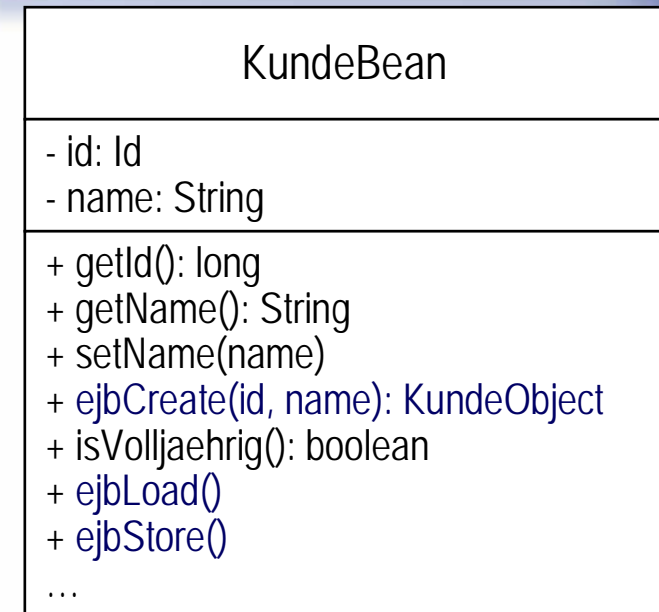 KundeBean
- id: Id
- name: String
+ getId(): long
+ getName(): String
+ setName(name)
+ ejbCreate(id, name): KundeObject
+ isVolljaehrig(): boolean
+ ejbLoad()
+ ejbStore()
...